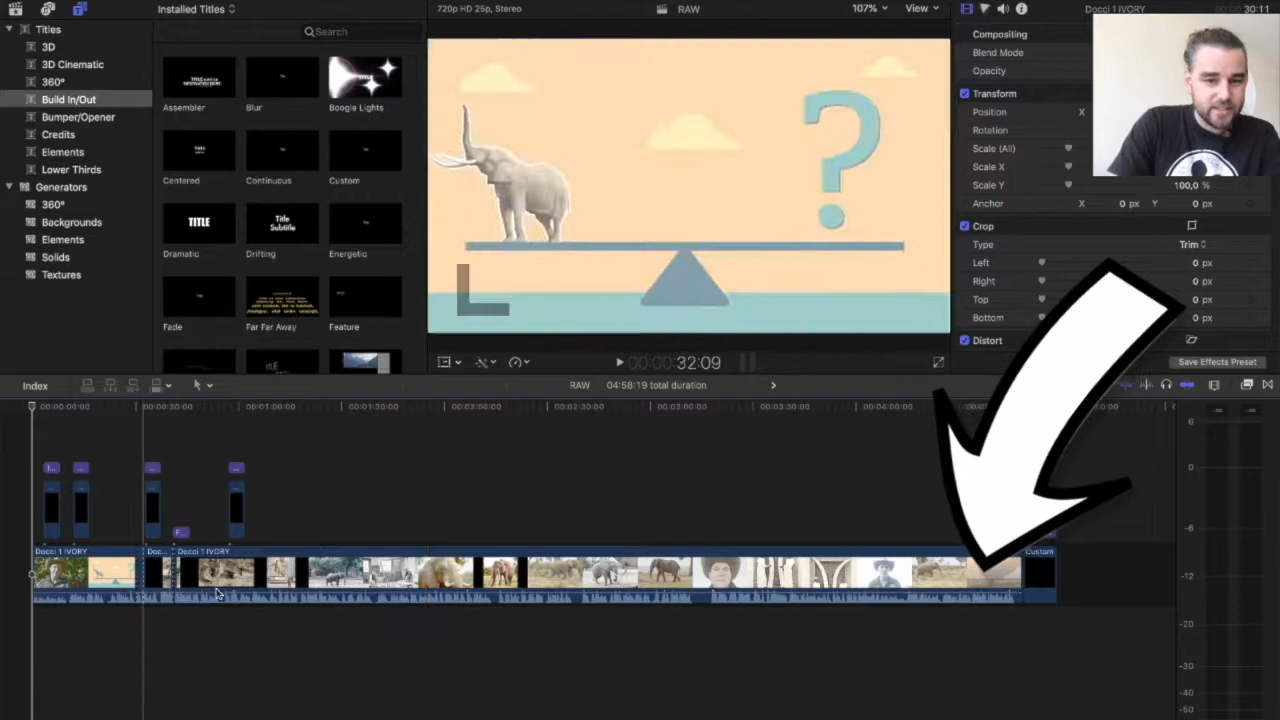 Installed Titles
720p HD 25p, Stereo
RAW
107%
View
Docci 1 IVORY
30:11
Titles
3D
3D Cinematic
360°
Build In/Out
Bumper/Opener
Credits
Elements
Lower Thirds
Generators
360°
Backgrounds
Elements
Solids
Textures
Search
Assembler
Blur
Boogie Lights
Centered
Continuous
Custom
TITLE
Title
Subtitle
Dramatic
Drifting
Energetic
Fade
Far Far Away
Feature
?
Compositing
Blend Mode
Opacity
Transform
Position X
Rotation
Scale (All)
Scale X
Scale Y 100,0 %
Anchor X 0 px Y 0 px
Crop
Type Trim
Left 0 px
Right 0 px
Top 0 px
Bottom 0 px
Distort
00:00:00:32:09
Save Effects Preset
Index
RAW
04:58:19 total duration
00:00:00:00
00:00:30:00
00:01:00:00
00:01:30:00
00:02:00:00
00:02:30:00
00:03:00:00
00:03:30:00
00:04:00:00
I...
...
...
...
F...
Docci 1 IVORY
Doc...
Docci 1 IVORY
Custom
6
0
-6
-12
-20
-30
-40
-50